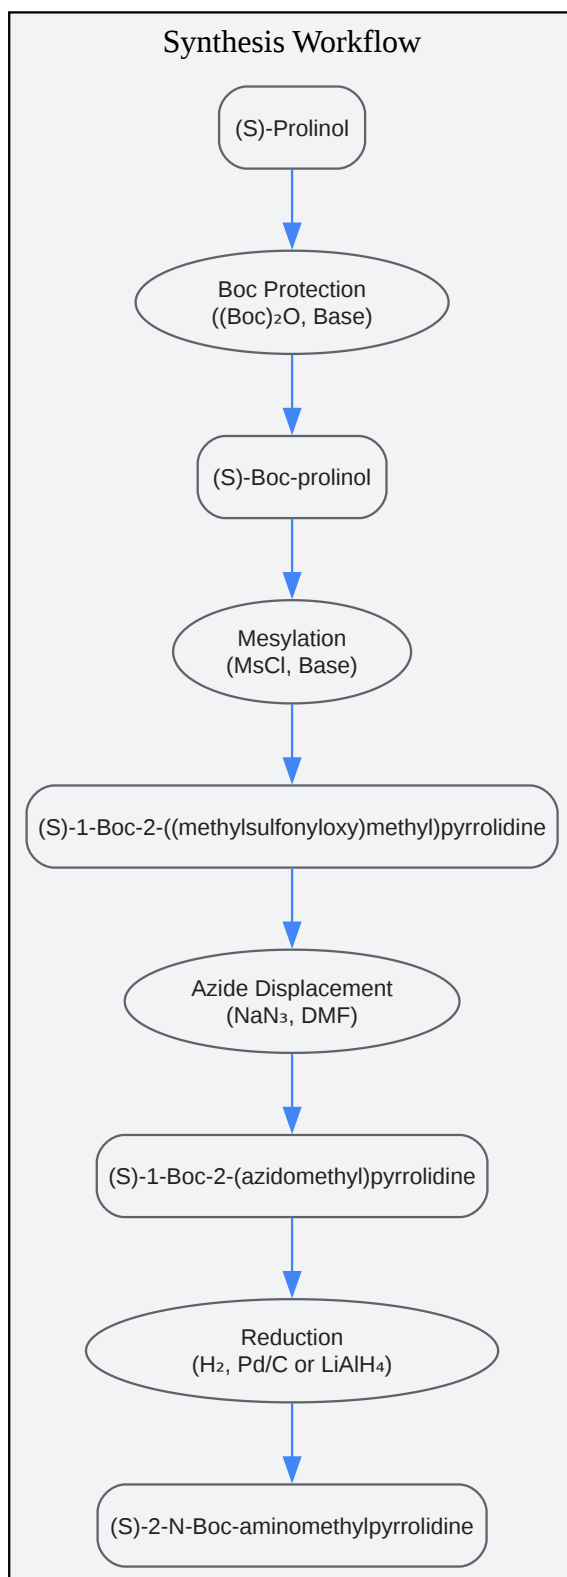 Synthesis Workflow
(S)-Prolinol
Boc Protection
((Boc)₂O, Base)
(S)-Boc-prolinol
Mesylation
(MsCl, Base)
(S)-1-Boc-2-((methylsulfonyloxy)methyl)pyrrolidine
Azide Displacement
(NaN₃, DMF)
(S)-1-Boc-2-(azidomethyl)pyrrolidine
Reduction
(H₂, Pd/C or LiAlH₄)
(S)-2-N-Boc-aminomethylpyrrolidine